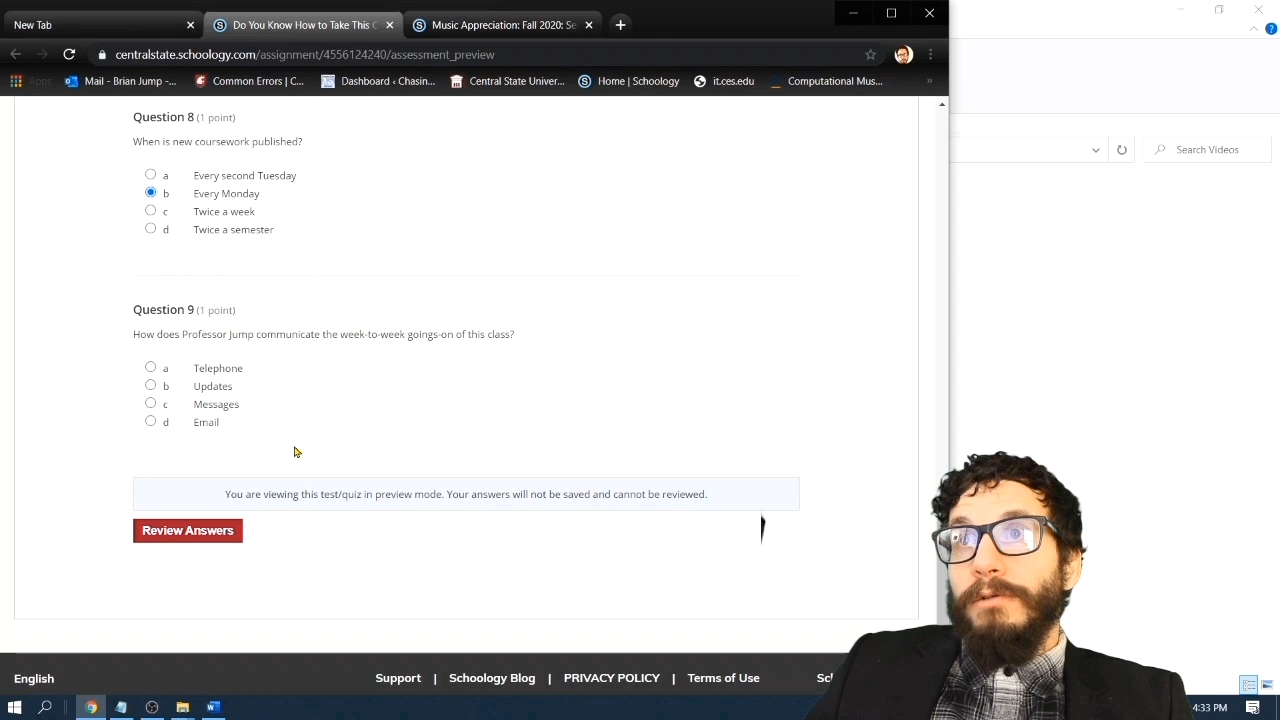 New Tab
Do You Know How to Take This C
Music Appreciation: Fall 2020: Se
centralstate.schoology.com/assignment/4556124240/assessment_preview
Apps
Mail - Brian Jump -...
Common Errors | C...
Dashboard ‹ Chasin...
Central State Univer...
Home | Schoology
it.ces.edu
Computational Mus...
»
Search Videos
Question 8 (1 point)
When is new coursework published?
a Every second Tuesday
b Every Monday
c Twice a week
d Twice a semester
Question 9 (1 point)
How does Professor Jump communicate the week-to-week goings-on of this class?
a Telephone
b Updates
c Messages
d Email
You are viewing this test/quiz in preview mode. Your answers will not be saved and cannot be reviewed.
Review Answers
English
Support | Schoology Blog | PRIVACY POLICY | Terms of Use
4:33 PM